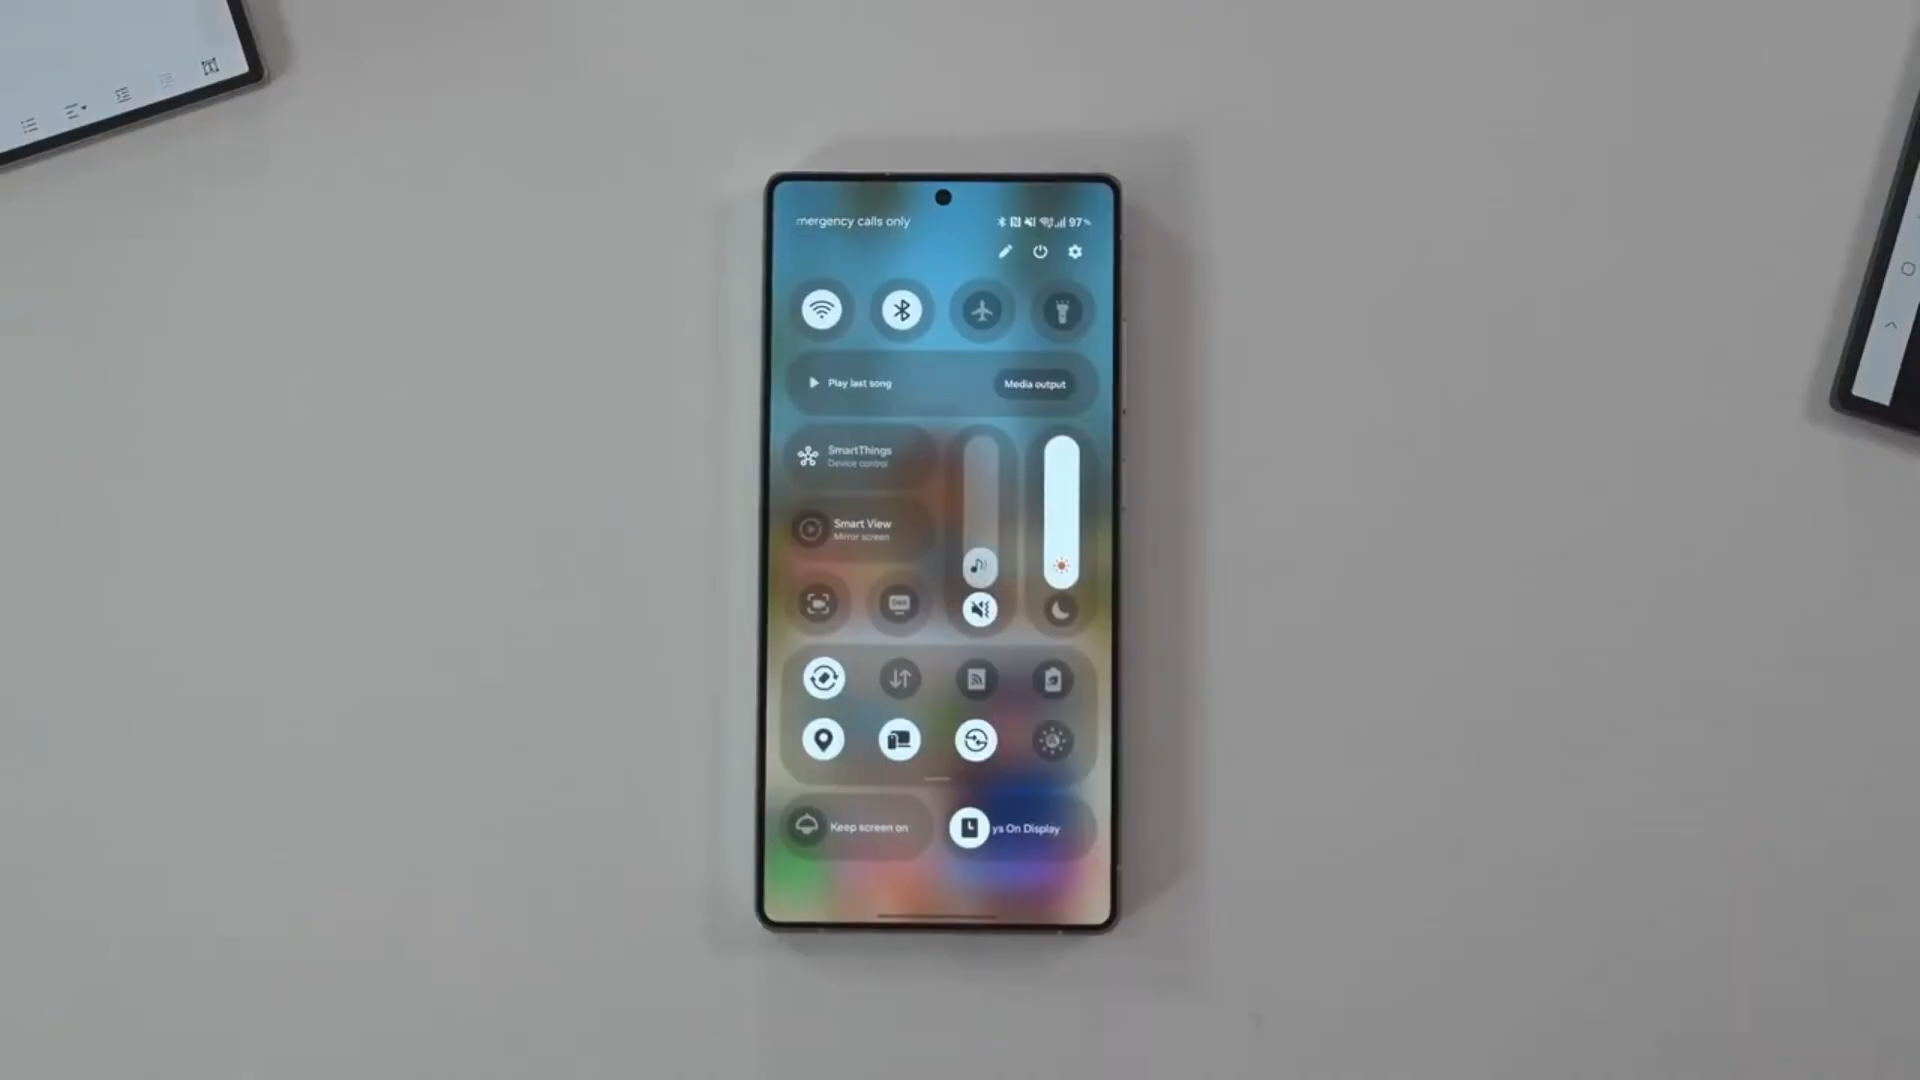 mergency calls only
97%
Play last song
Media output
SmartThings
Device control
Smart View
Mirror screen
Keep screen on
ys On Display